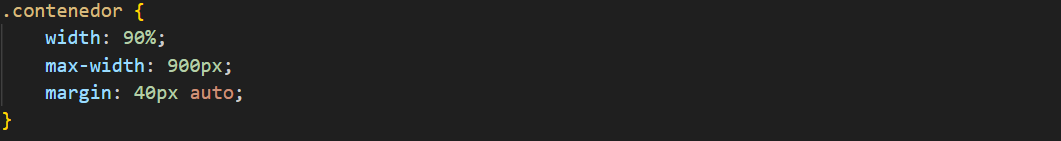 .contenedor {
    width: 90%;
    max-width: 900px;
    margin: 40px auto;
}